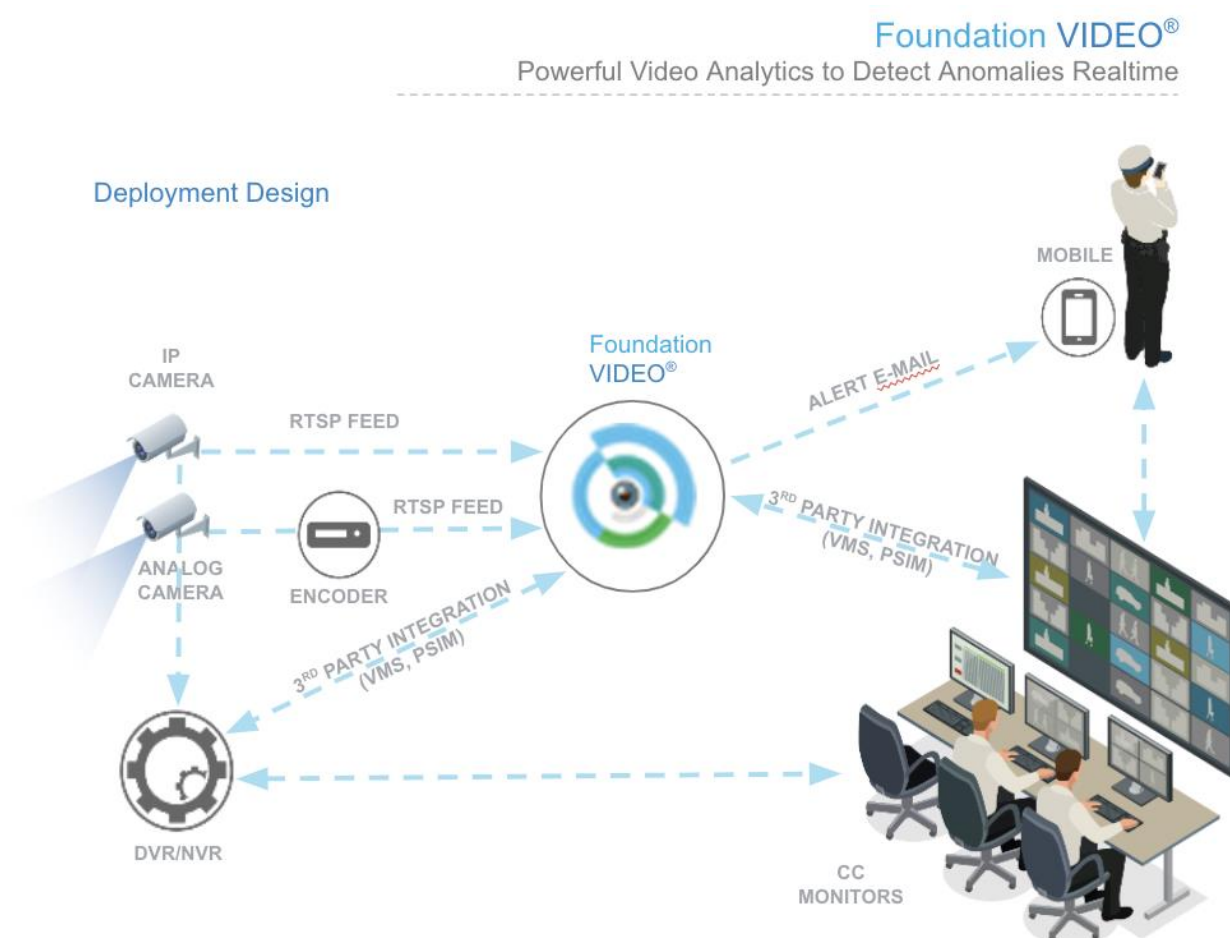 Foundation VIDEO®
Powerful Video Analytics to Detect Anomalies Realtime
Deployment Design
MOBILE
Foundation
VIDEO®
IP
CAMERA
ALERT E-MAIL
RTSP FEED
RTSP FEED
3RD PARTY INTEGRATION
(VMS, PSIM)
ANALOG
CAMERA
ENCODER
3RD PARTY INTEGRATION
(VMS, PSIM)
DVR/NVR
CC
MONITORS